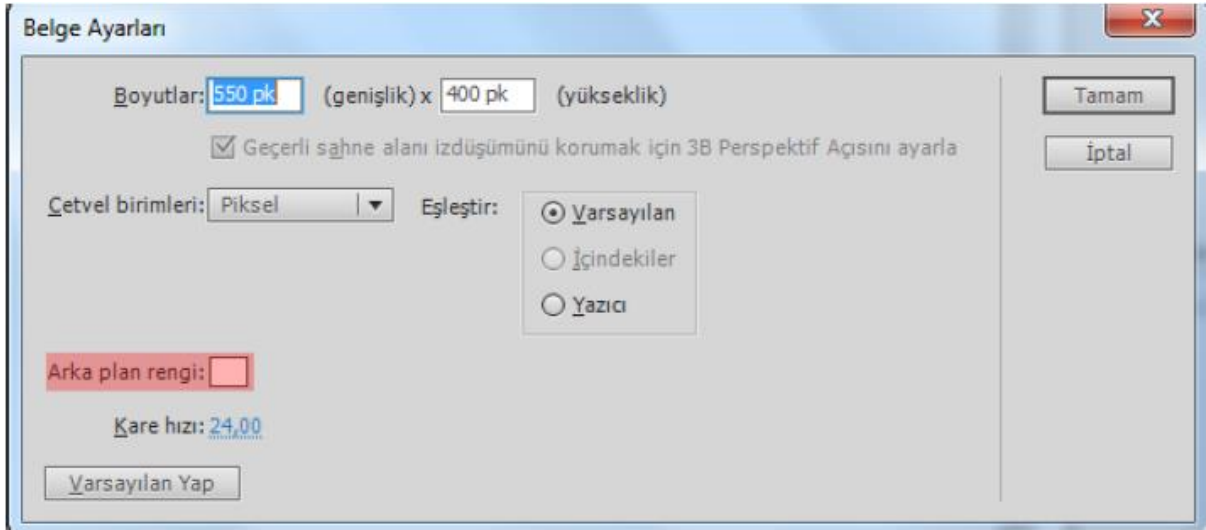 Belge Ayarları
Boyutlar: 550 pk (genişlik) x 400 pk (yükseklik)
Tamam
Geçerli sahne alanı izdüşümünü korumak için 3B Perspektif Açısını ayarla
İptal
Cetvel birimleri: Piksel Eşleştir: Varsayılan
İçindekiler
Yazıcı
Arka plan rengi:
Kare hızı: 24,00
Varsayılan Yap